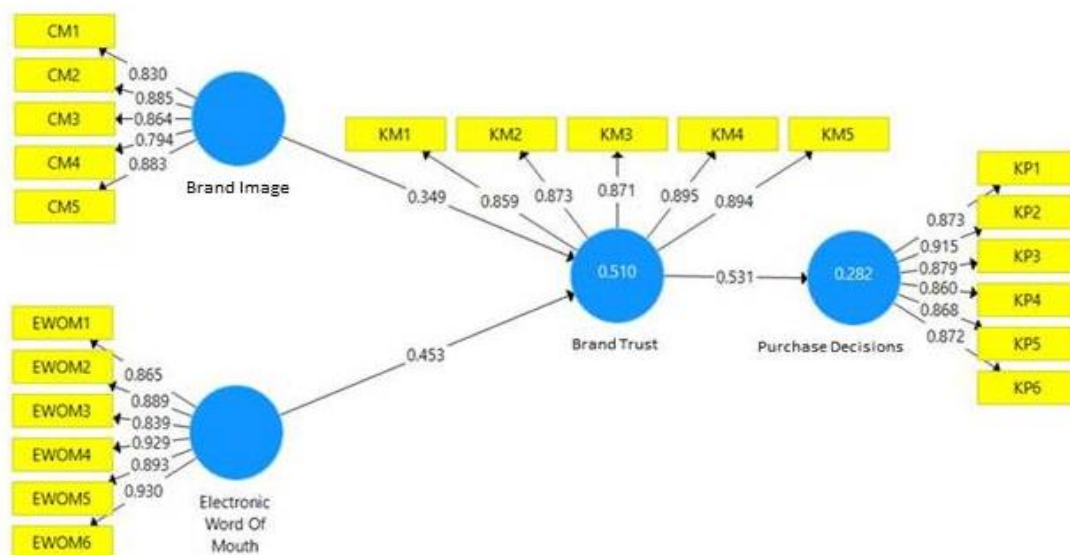 CM1
CM2
CM3
CM4
CM5
0.830
0.885
0.864
0.794
0.883
Brand Image
KM1
KM2
KM3
KM4
KM5
0.859
0.873
0.871
0.895
0.894
0.349
0.510
Brand Trust
0.531
0.282
Purchase Decisions
KP1
KP2
KP3
KP4
KP5
KP6
0.873
0.915
0.879
0.860
0.868
0.872
0.453
EWOM1
EWOM2
EWOM3
EWOM4
EWOM5
EWOM6
0.865
0.889
0.839
0.929
0.893
0.930
Electronic
Word Of
Mouth